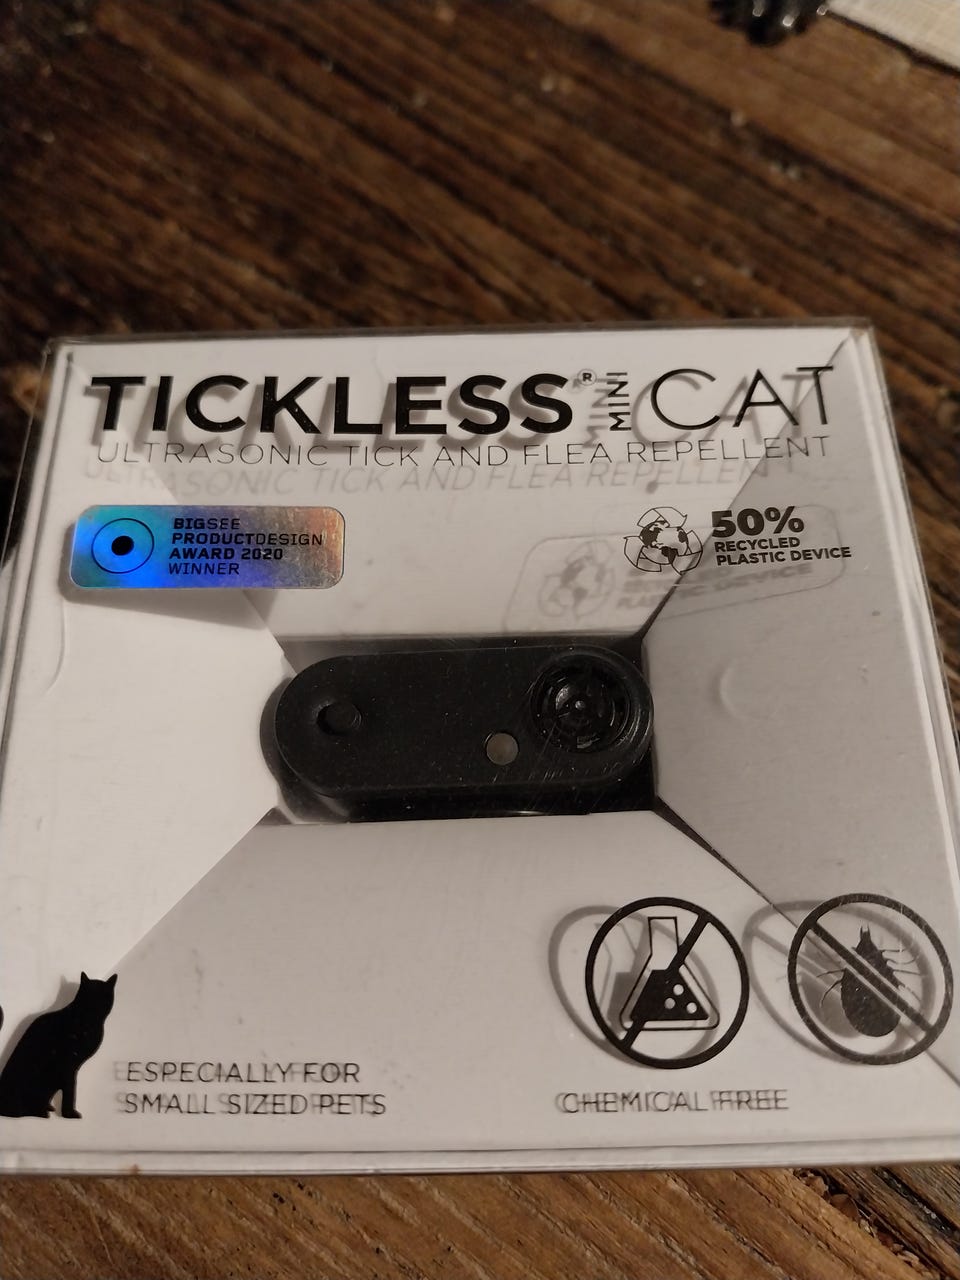 TICKLESS® MINI CAT
ULTRASONIC TICK AND FLEA REPELLENT
BIGSEE
PRODUCTDESIGN
AWARD 2020
WINNER
50%
RECYCLED
PLASTIC DEVICE
ESPECIALLY FOR
SMALL SIZED PETS
CHEMICAL FREE